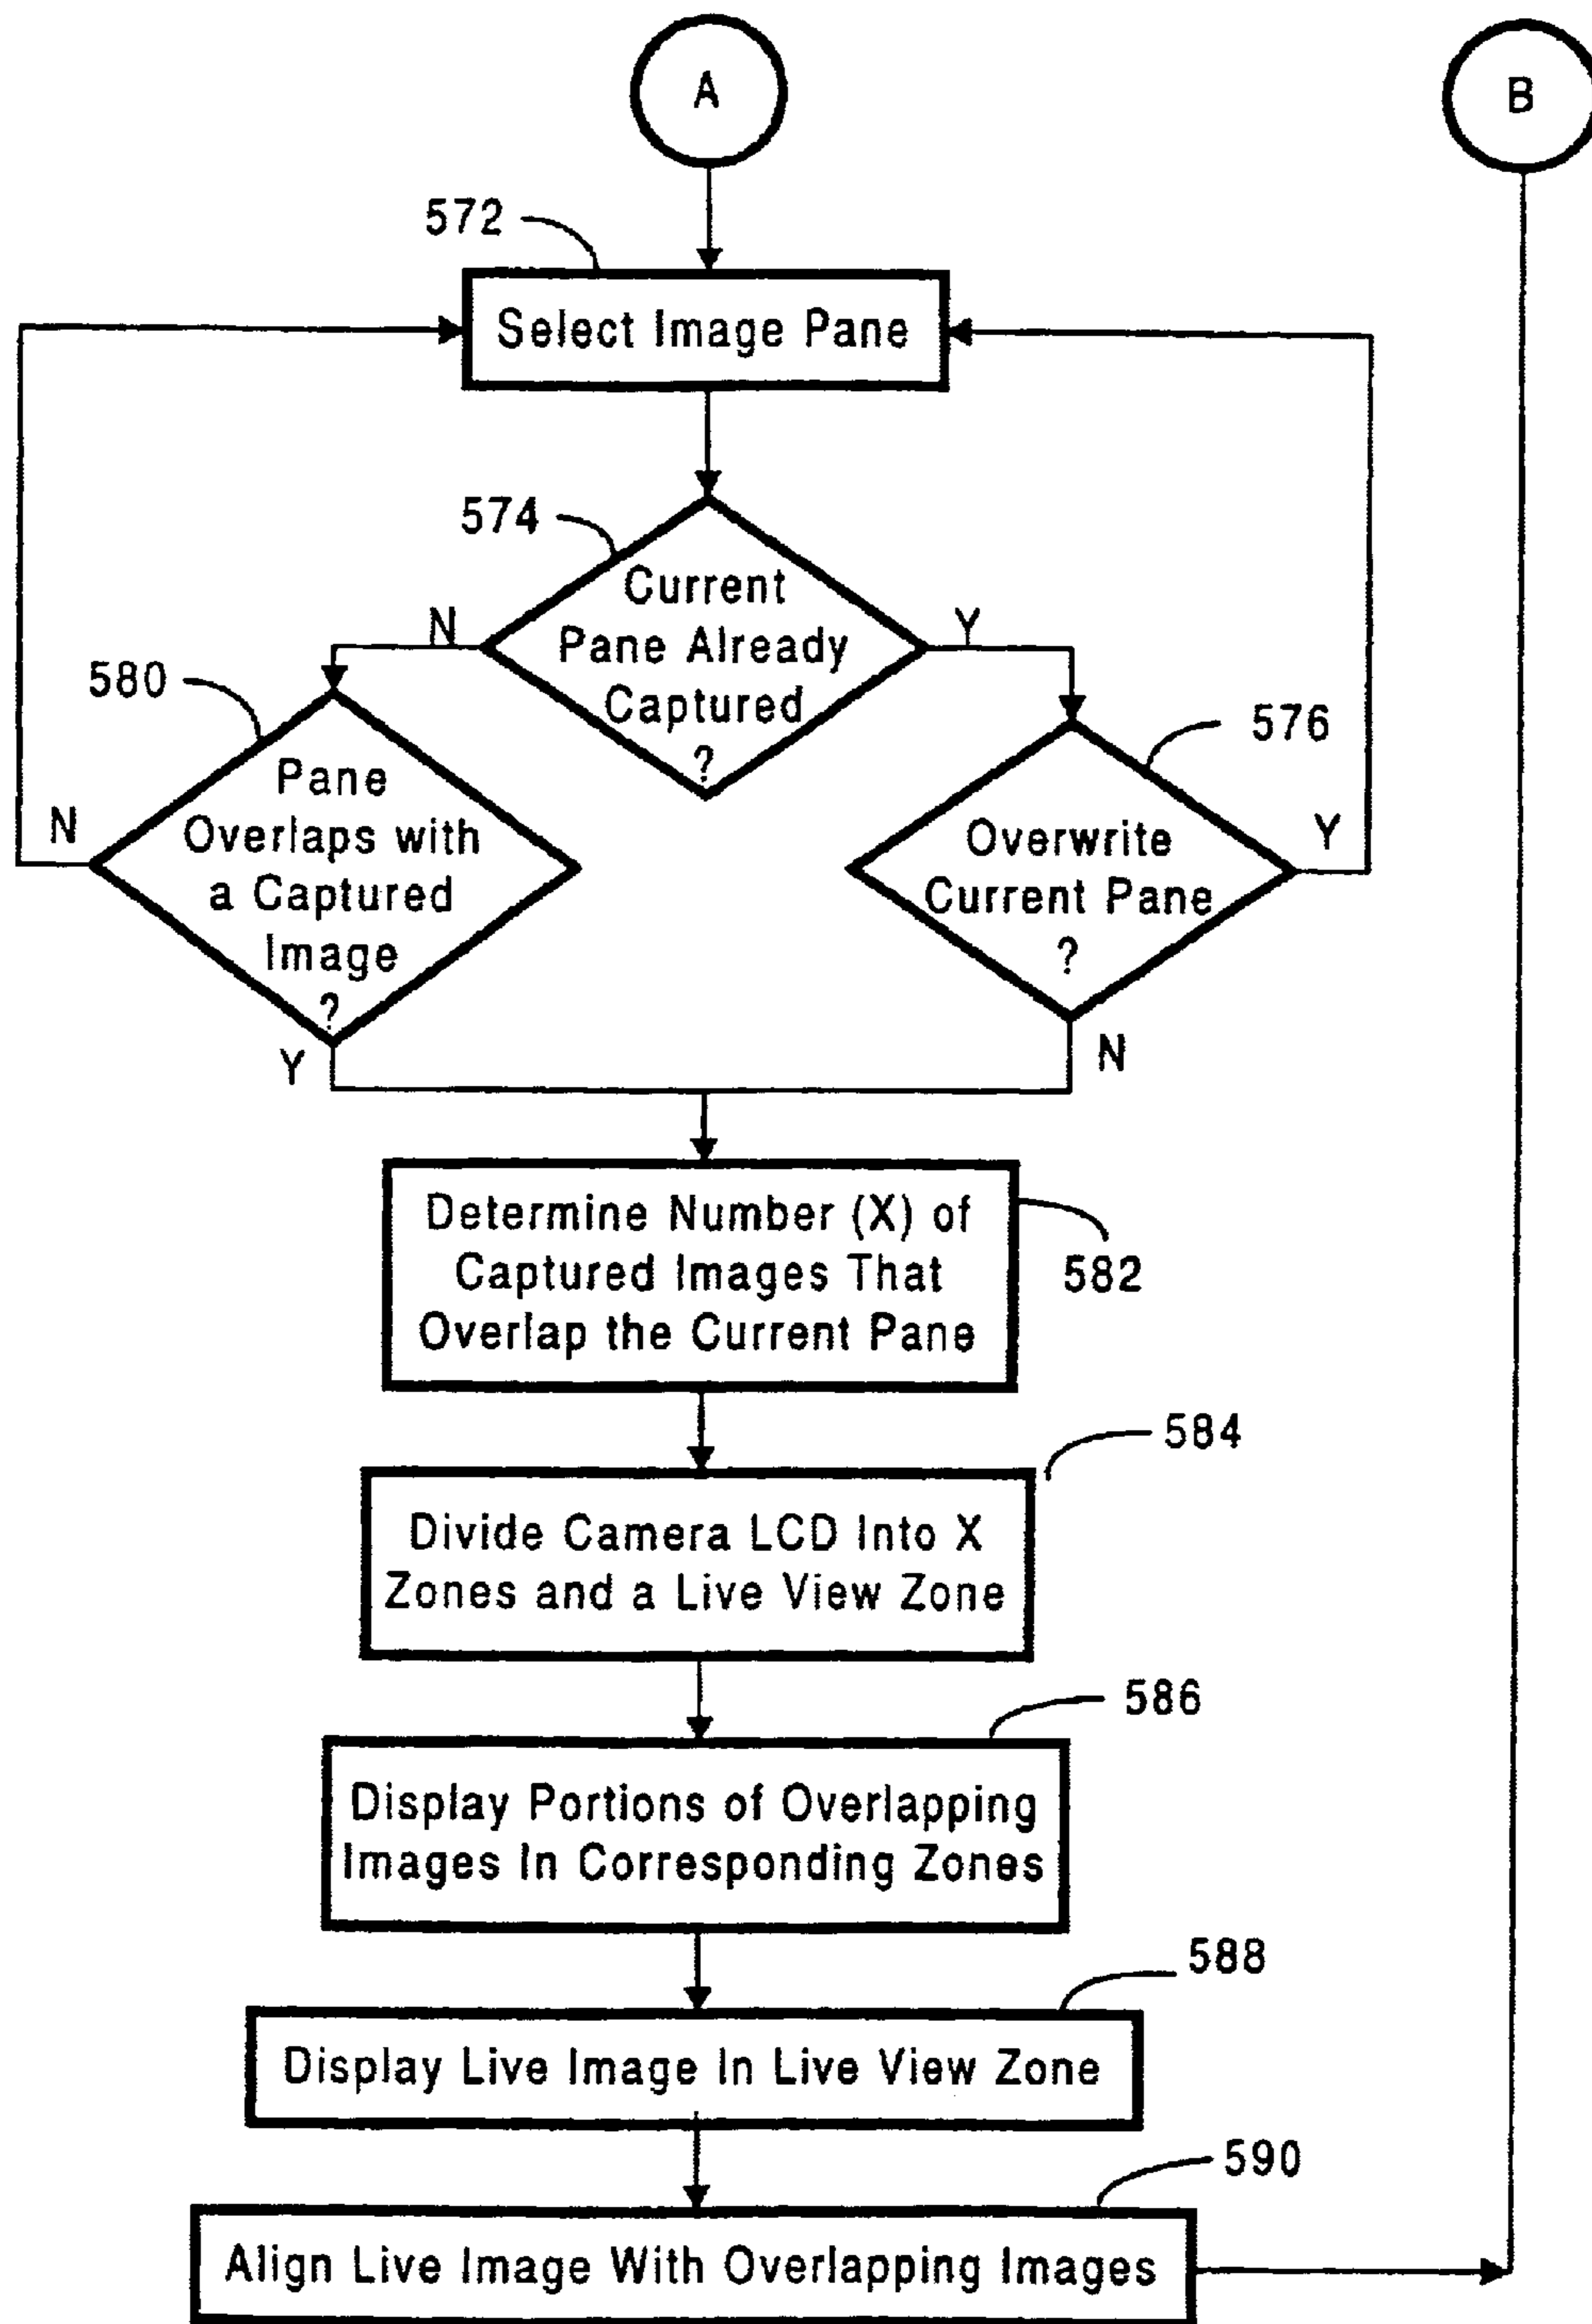 A
B
572
Select Image Pane
574
Current
Pane Already
Captured
?
N
Y
580
Pane
Overlaps with
a Captured
Image
?
N
Y
576
Overwrite
Current Pane
?
Y
N
Determine Number (X) of
Captured Images That
Overlap the Current Pane
582
584
Divide Camera LCD Into X
Zones and a Live View Zone
586
Display Portions of Overlapping
Images In Corresponding Zones
588
Display Live Image In Live View Zone
590
Align Live Image With Overlapping Images